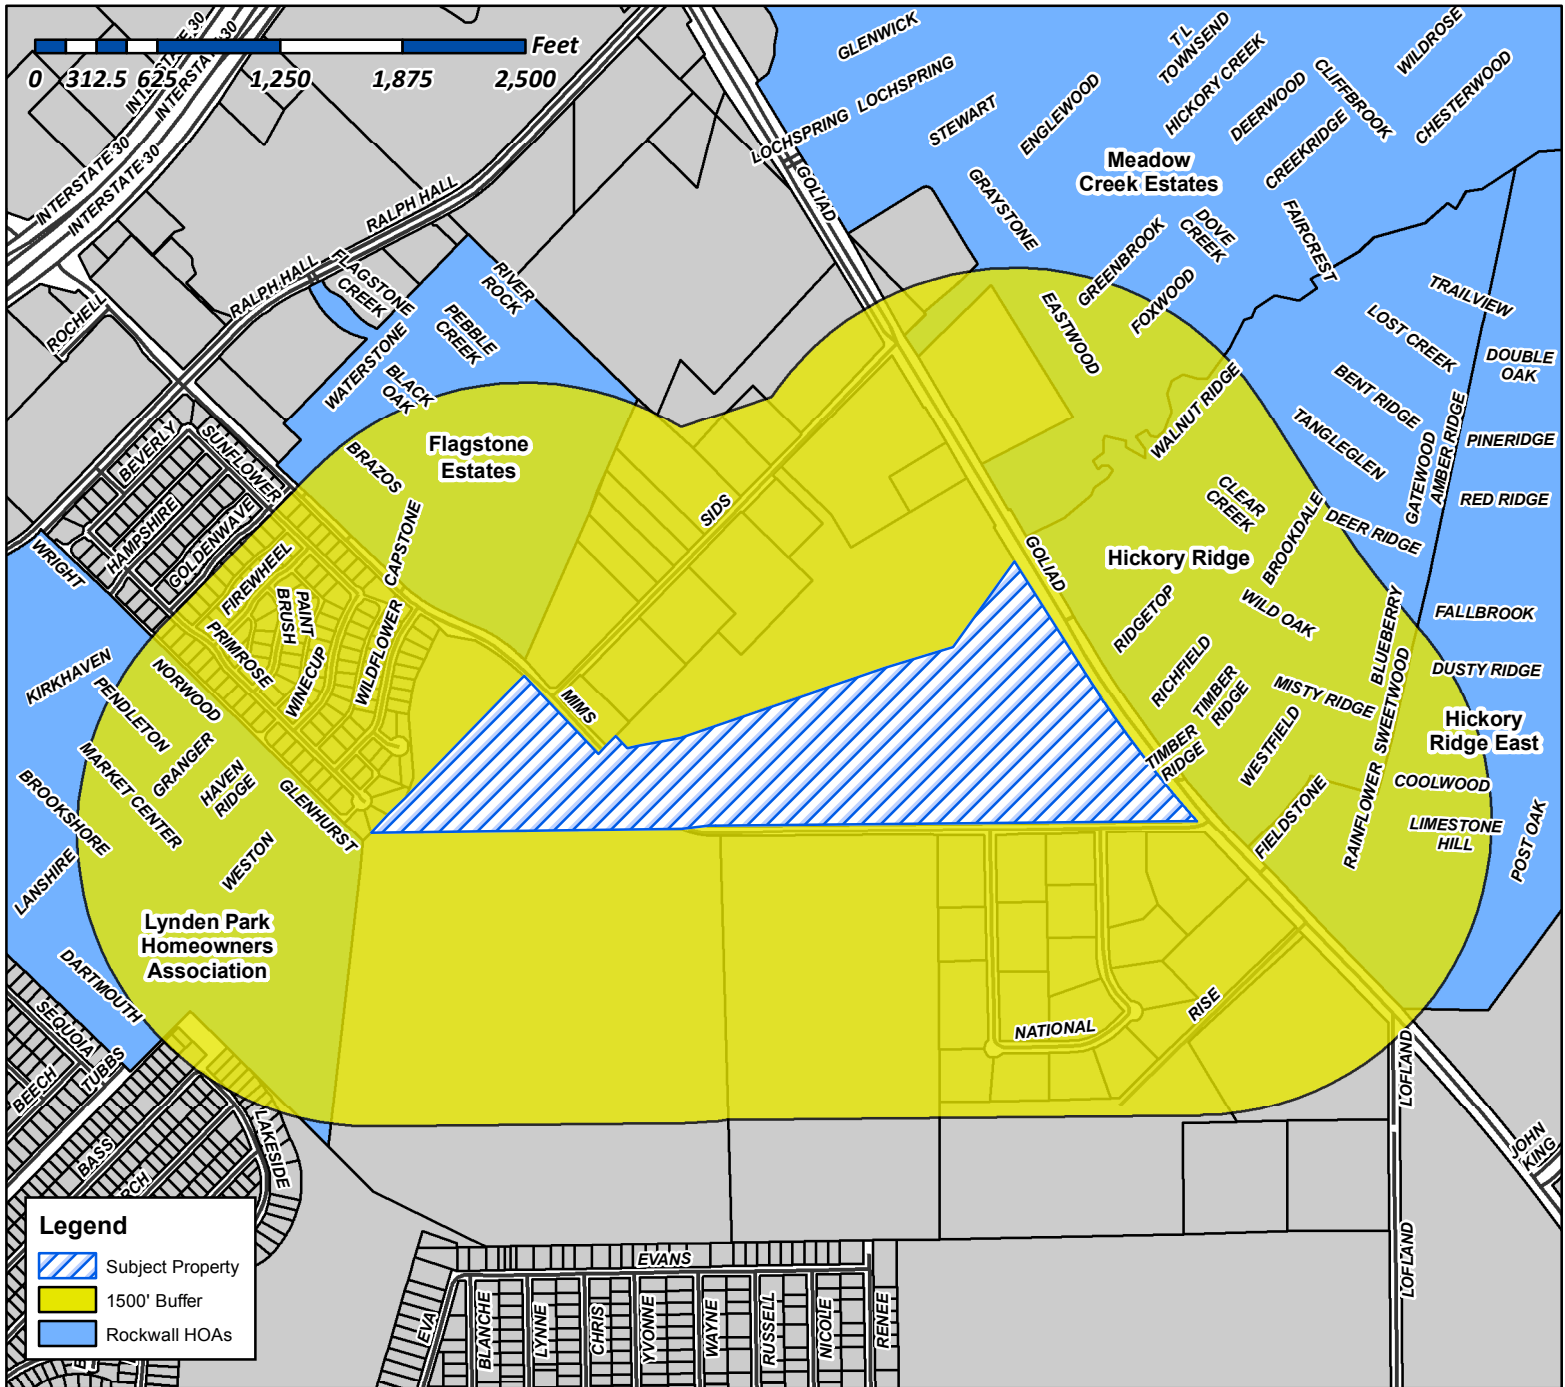 Feet
0 312.5 625 1,250 1,875 2,500
INTERSTATE 30
INTERSTATE 30
INTERSTATE 30
INTERSTATE 30
GLENWICK
T L
TOWNSEND
WILDROSE
LOCHSPRING
LOCHSPRING
STEWART
ENGLEWOOD
HICKORY CREEK
DEERWOOD
CLIFFBROOK
CHESTERWOOD
CREEKRIDGE
Meadow
Creek Estates
GOLIAD
GRAYSTONE
RALPH HALL
RALPH HALL
ROCHELL
FLAGSTONE
CREEK
RIVER
ROCK
PEBBLE
CREEK
WATERSTONE
BLACK
OAK
GREENBROOK
DOVE
CREEK
FAIRCREST
FOXWOOD
EASTWOOD
TRAILVIEW
LOST CREEK
DOUBLE
OAK
BENT RIDGE
WALNUT RIDGE
TANGLEGLEN
GATEWOOD
AMBER RIDGE
PINERIDGE
RED RIDGE
BEVERLY
SUNFLOWER
HAMPSHIRE
GOLDENWAVE
BRAZOS
Flagstone
Estates
CAPSTONE
SIDS
WRIGHT
FIREWHEEL
PAINT
BRUSH
PRIMROSE
WINECUP
WILDFLOWER
CLEAR
CREEK
BROOKDALE
DEER RIDGE
GOLIAD
Hickory Ridge
WILD OAK
RIDGETOP
RICHFIELD
TIMBER
RIDGE
MISTY RIDGE
BLUEBERRY
SWEETWOOD
FALLBROOK
DUSTY RIDGE
Hickory
Ridge East
KIRKHAVEN
PENDLETON
NORWOOD
MIMS
MARKET CENTER
GRANGER
HAVEN
RIDGE
GLENHURST
TIMBER
RIDGE
WESTFIELD
COOLWOOD
BROOKSHORE
WESTON
LANSHIRE
FIELDSTONE
RAINFLOWER
LIMESTONE
HILL
POST OAK
Lynden Park
Homeowners
Association
DARTMOUTH
NATIONAL
RISE
SEQUOIA
BEECH
TUBBS
BASS
RCH
LAKESIDE
LOFLAND
JOHN
KING
LOFLAND
EVANS
EVA
BLANCHE
LYNNE
CHRIS
YVONNE
WAYNE
RUSSELL
NICOLE
RENEE
Legend
Subject Property
1500' Buffer
Rockwall HOAs